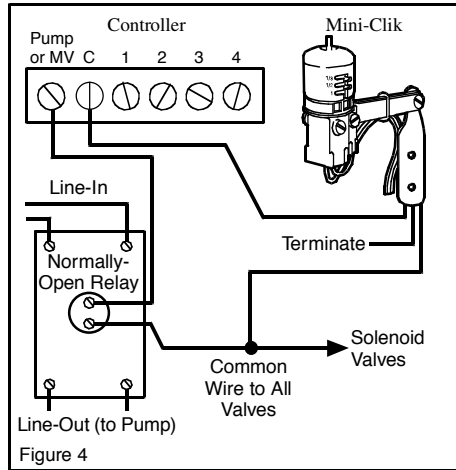 Controller
Mini-Clik
Pump
or MV C 1 2 3 4
Line-In
Normally-
Open Relay
Terminate
Solenoid
Valves
Common
Wire to All
Valves
Line-Out (to Pump)
Figure 4